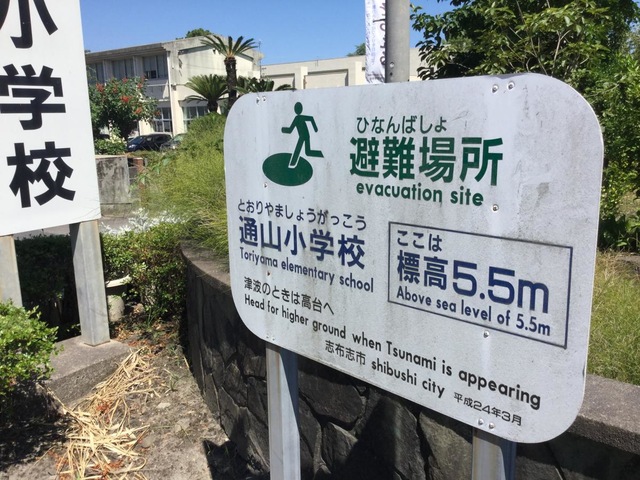 小学校
ひなんばしょ
避難場所
evacuation site
とおりやましょうがっこう
通山小学校
Toriyama elementary school
ここは
標高5.5m
Above sea level of 5.5m
津波のときは高台へ
Head for higher ground when Tsunami is appearing
志布志市 shibushi city 平成24年3月